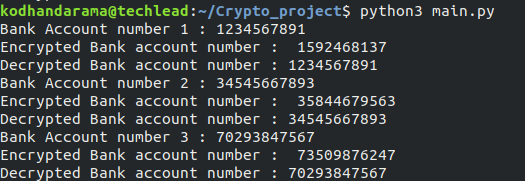 kodhandarama@techlead:~/Crypto_project$ python3 main.py
Bank Account number 1 : 1234567891
Encrypted Bank account number :  1592468137
Decrypted Bank account number : 1234567891
Bank Account number 2 : 34545667893
Encrypted Bank account number :  35844679563
Decrypted Bank account number : 34545667893
Bank Account number 3 : 70293847567
Encrypted Bank account number :  73509876247
Decrypted Bank account number : 70293847567